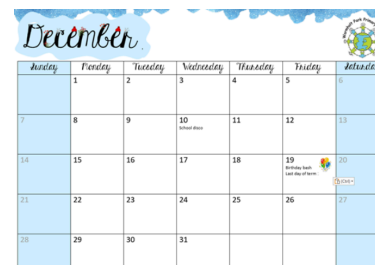 December
Sunday Monday Tuesday Wednesday Thursday Friday Saturda
1 2 3 4 5 6
7 8 9 10 11 12 13
School disco
14 15 16 17 18 19 20
Birthday bash
Last day of term
(Ctrl)
21 22 23 24 25 26 27
28 29 30 31